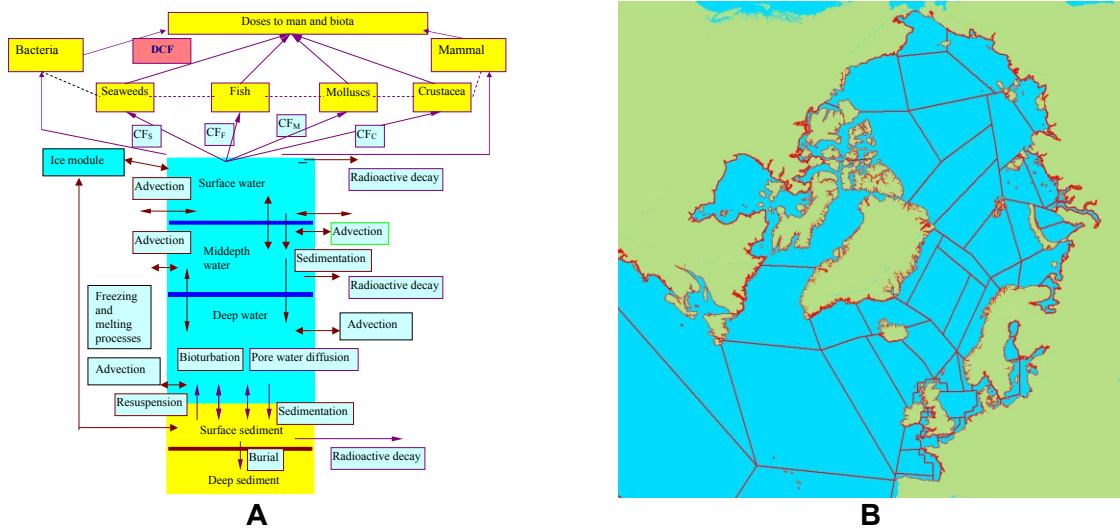 Doses to man and biota
Bacteria
DCF
Mammal
Seaweeds
Fish
Molluscs
Crustacea
CFS
CFF
CFM
CFC
Ice module
Surface water
Radioactive decay
Advection
Advection
Advection
Middepth
water
Sedimentation
Radioactive decay
Freezing
and
melting
processes
Deep water
Advection
Bioturbation
Pore water diffusion
Advection
Resuspension
Sedimentation
Surface sediment
Burial
Radioactive decay
Deep sediment
A
B